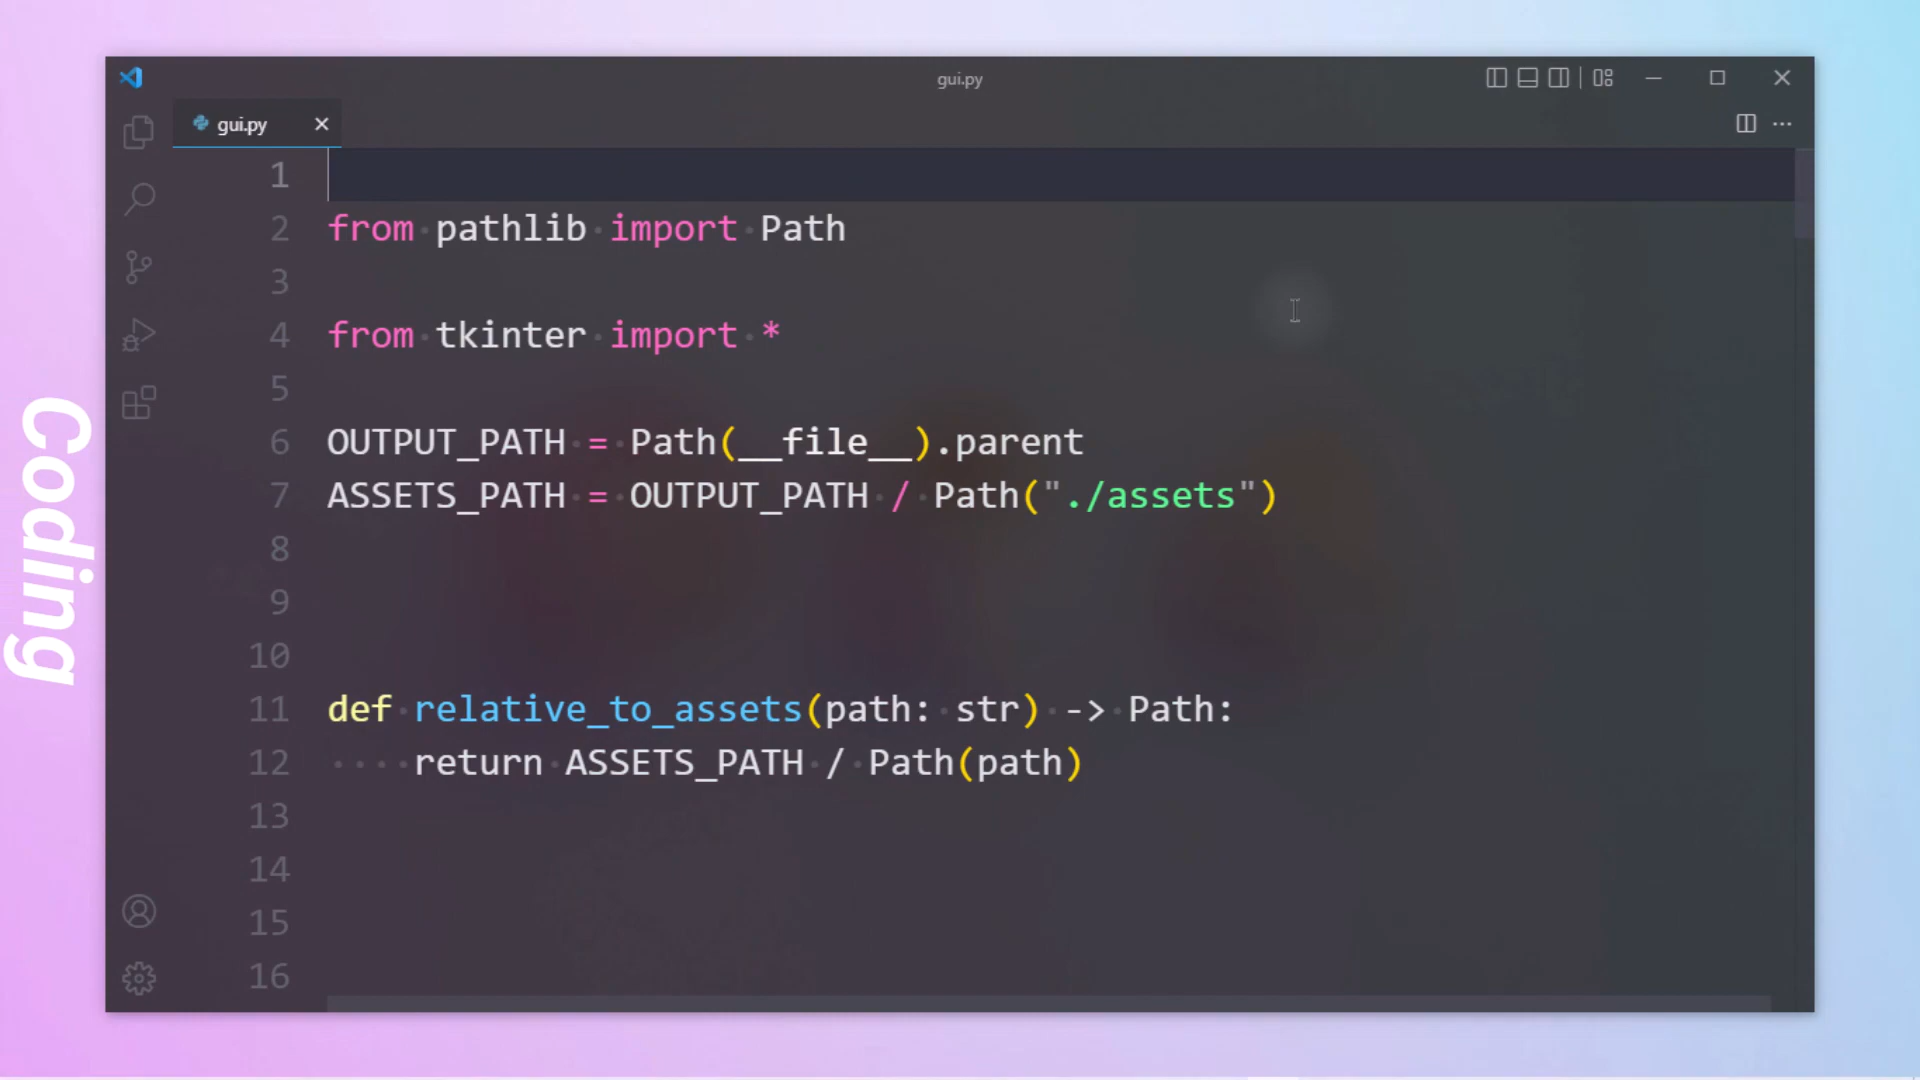 gui.py
gui.py
1
2 from pathlib import Path
3
4 from tkinter import *
5
6 OUTPUT_PATH = Path(__file__).parent
7 ASSETS_PATH = OUTPUT_PATH / Path("./assets")
8
9
10
11 def relative_to_assets(path: str) -> Path:
12     return ASSETS_PATH / Path(path)
13
14
15
16
Coding